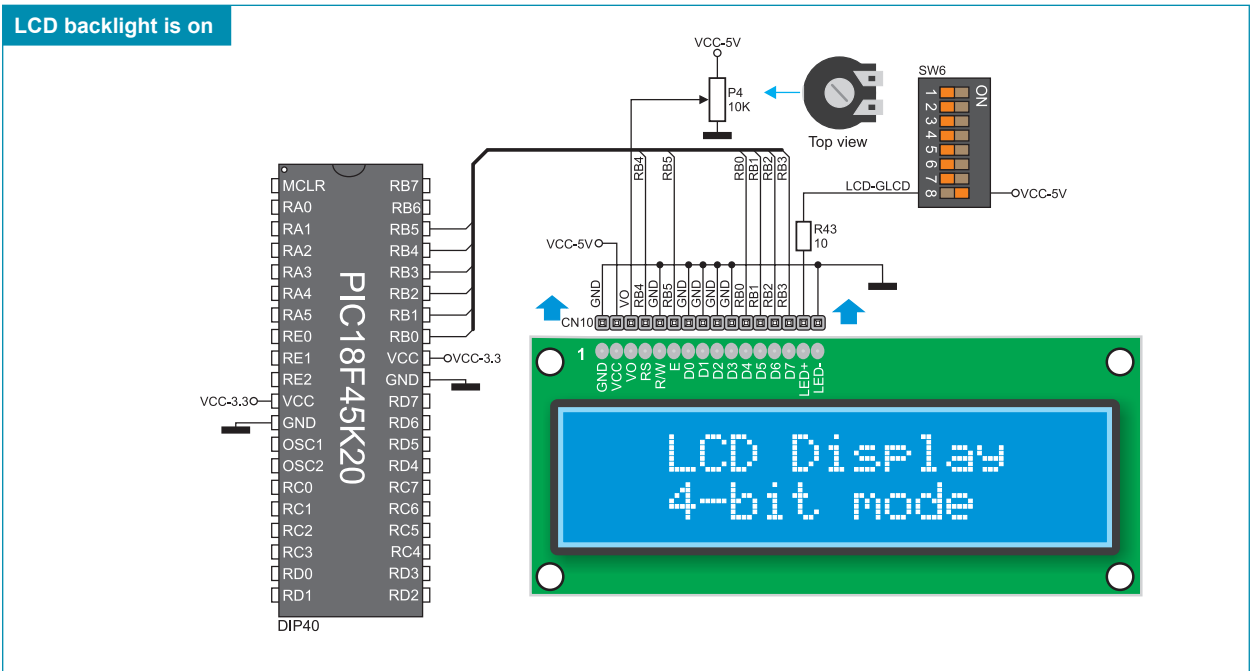 LCD backlight is on
VCC-5V
P4
10K
Top view
SW6
ON
1
2
3
4
5
6
7
8
LCD-GLCD
VCC-5V
R43
10
RB4
RB5
RB0
RB1
RB2
RB3
VCC-5V
GND
VO
RB4
GND
RB5
GND
GND
GND
GND
RB0
RB1
RB2
RB3
CN10
1
GND
VCC
VO
RS
R/W
E
D0
D1
D2
D3
D4
D5
D6
D7
LED+
LED-
LCD Display
4-bit mode
PIC18F45K20
MCLR RB7
RA0 RB6
RA1 RB5
RA2 RB4
RA3 RB3
RA4 RB2
RA5 RB1
RE0 RB0
RE1 VCC VCC-3.3
RE2 GND
VCC-3.3 VCC RD7
GND RD6
OSC1 RD5
OSC2 RD4
RC0 RC7
RC1 RC6
RC2 RC5
RC3 RC4
RD0 RD3
RD1 RD2
DIP40